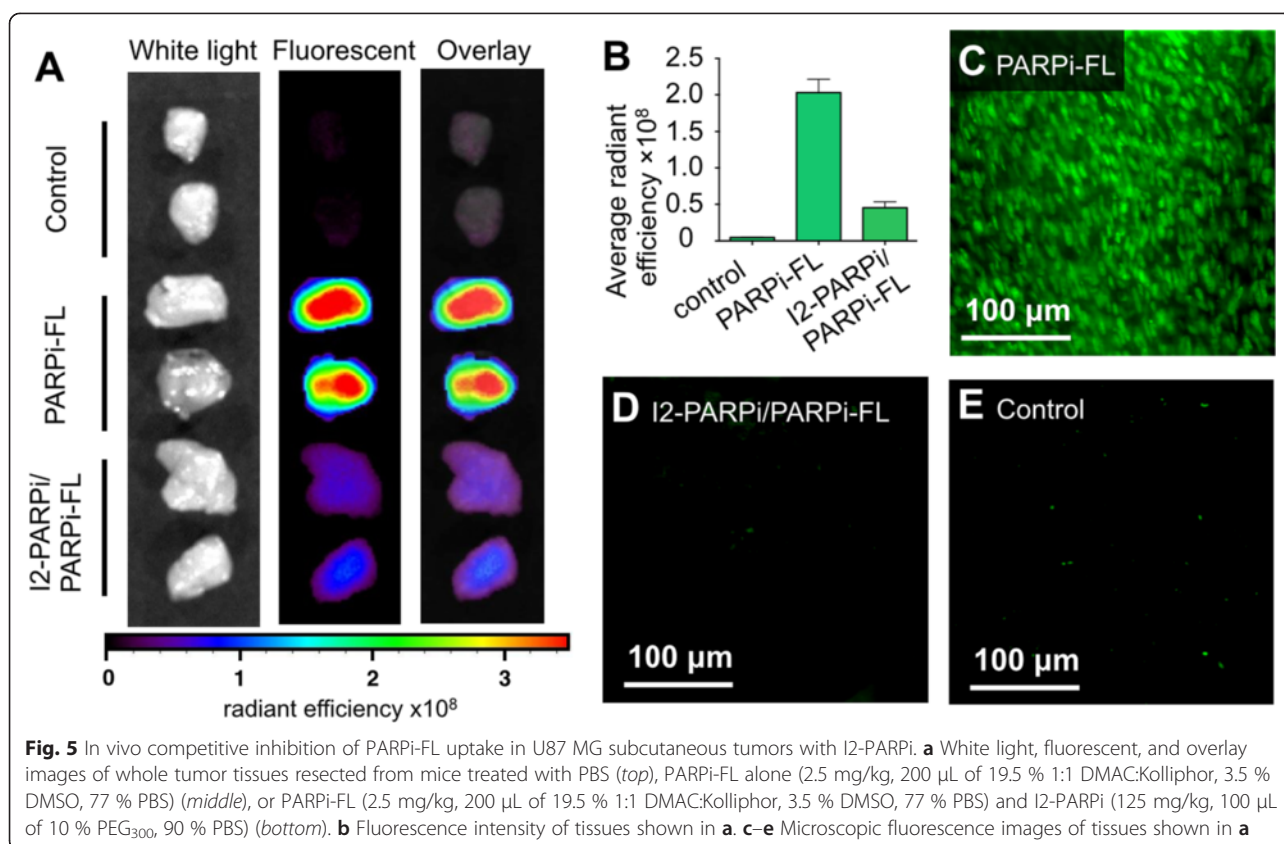 A
White light Fluorescent Overlay
Control
PARPi-FL
I2-PARPi/
PARPi-FL
0 1 2 3
radiant efficiency x10⁸
B
Average radiant
efficiency ×10⁸
2.5
2.0
1.5
1.0
0.5
0
control
PARPi-FL
I2-PARPi/
PARPi-FL
C PARPi-FL
100 µm
D I2-PARPi/PARPi-FL
100 µm
E Control
100 µm
Fig. 5 In vivo competitive inhibition of PARPi-FL uptake in U87 MG subcutaneous tumors with I2-PARPi. a White light, fluorescent, and overlay
images of whole tumor tissues resected from mice treated with PBS (top), PARPi-FL alone (2.5 mg/kg, 200 µL of 19.5 % 1:1 DMAC:Kolliphor, 3.5 %
DMSO, 77 % PBS) (middle), or PARPi-FL (2.5 mg/kg, 200 µL of 19.5 % 1:1 DMAC:Kolliphor, 3.5 % DMSO, 77 % PBS) and I2-PARPi (125 mg/kg, 100 µL
of 10 % PEG₃₀₀, 90 % PBS) (bottom). b Fluorescence intensity of tissues shown in a. c–e Microscopic fluorescence images of tissues shown in a